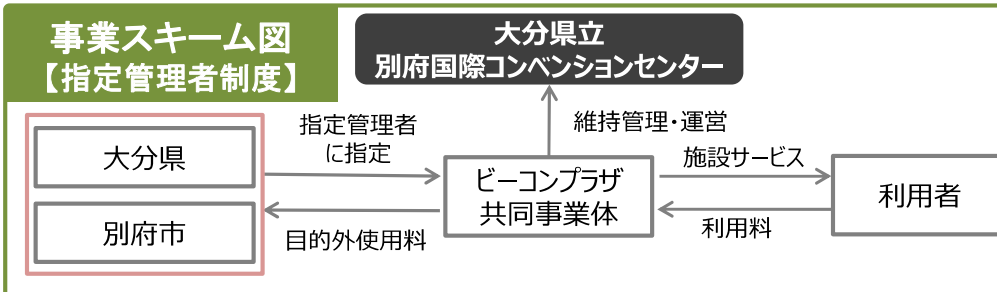 事業スキーム図
【指定管理者制度】
大分県立
別府国際コンベンションセンター
指定管理者
に指定
維持管理・運営
施設サービス
大分県
ビーコンプラザ
共同事業体
利用者
別府市
目的外使用料
利用料